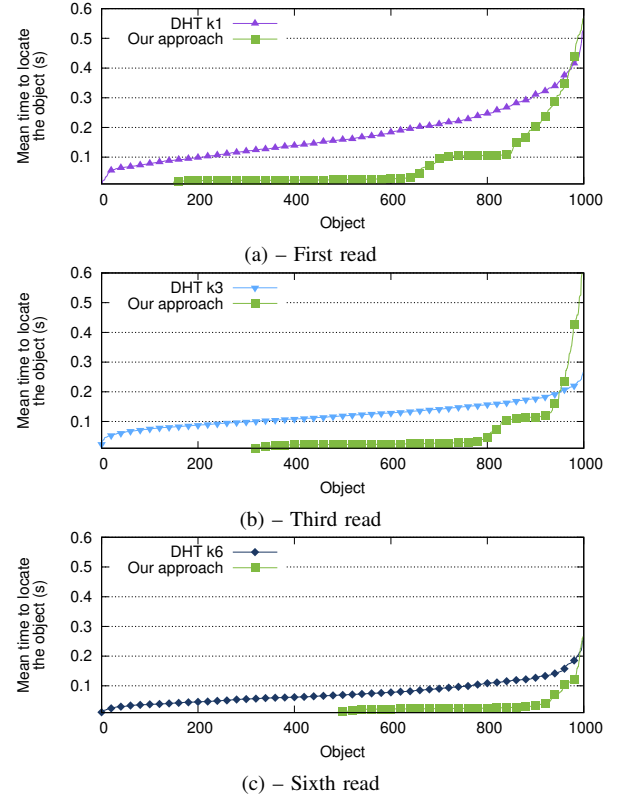 DHT k1
Our approach
Mean time to locate
the object (s)
0.6
0.5
0.4
0.3
0.2
0.1
0 200 400 600 800 1000
Object
(a) – First read
DHT k3
Our approach
Mean time to locate
the object (s)
0.6
0.5
0.4
0.3
0.2
0.1
0 200 400 600 800 1000
Object
(b) – Third read
DHT k6
Our approach
Mean time to locate
the object (s)
0.6
0.5
0.4
0.3
0.2
0.1
0 200 400 600 800 1000
Object
(c) – Sixth read